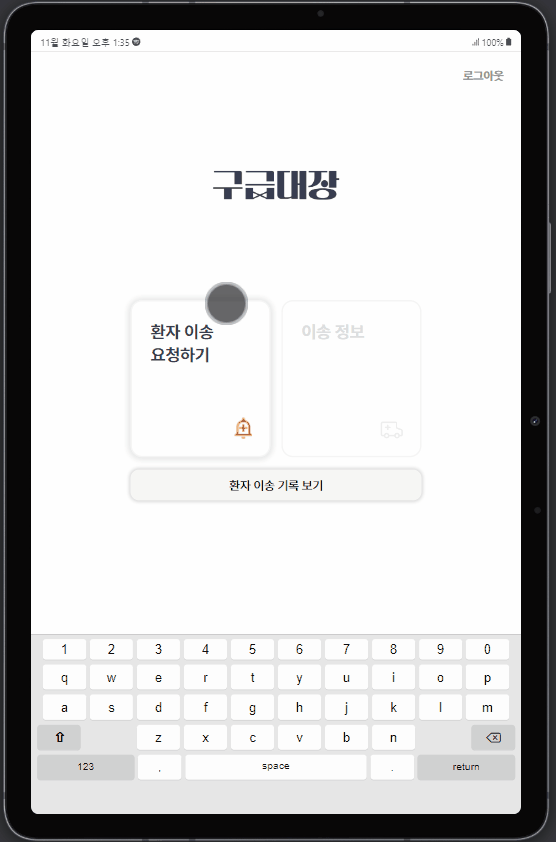 11월 화요일 오후 1:35 100%
로그아웃
구급대장
환자 이송
요청하기
이송 정보
환자 이송 기록 보기
1 2 3 4 5 6 7 8 9 0
q w e r t y u i o p
a s d f g h j k l m
z x c v b n
123 , space . return